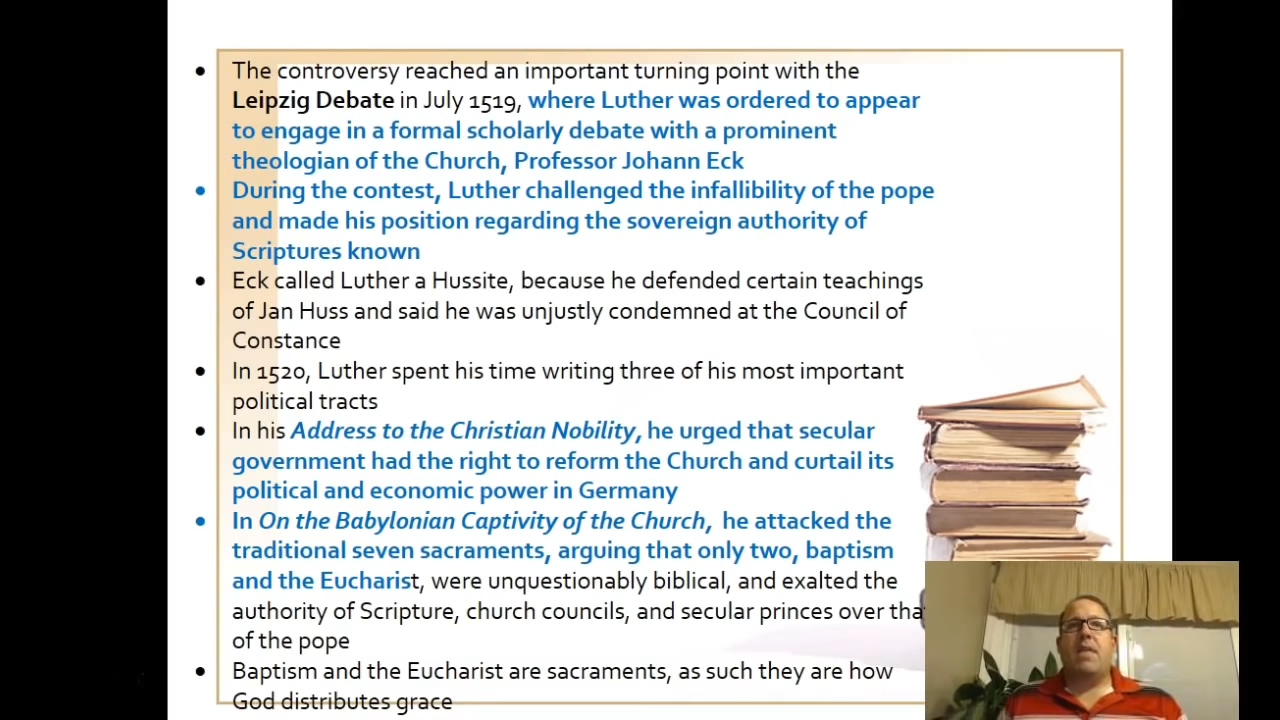 • The controversy reached an important turning point with the
Leipzig Debate in July 1519, where Luther was ordered to appear
to engage in a formal scholarly debate with a prominent
theologian of the Church, Professor Johann Eck
• During the contest, Luther challenged the infallibility of the pope
and made his position regarding the sovereign authority of
Scriptures known
• Eck called Luther a Hussite, because he defended certain teachings
of Jan Huss and said he was unjustly condemned at the Council of
Constance
• In 1520, Luther spent his time writing three of his most important
political tracts
• In his Address to the Christian Nobility, he urged that secular
government had the right to reform the Church and curtail its
political and economic power in Germany
• In On the Babylonian Captivity of the Church, he attacked the
traditional seven sacraments, arguing that only two, baptism
and the Eucharist, were unquestionably biblical, and exalted the
authority of Scripture, church councils, and secular princes over tha
of the pope
• Baptism and the Eucharist are sacraments, as such they are how
God distributes grace